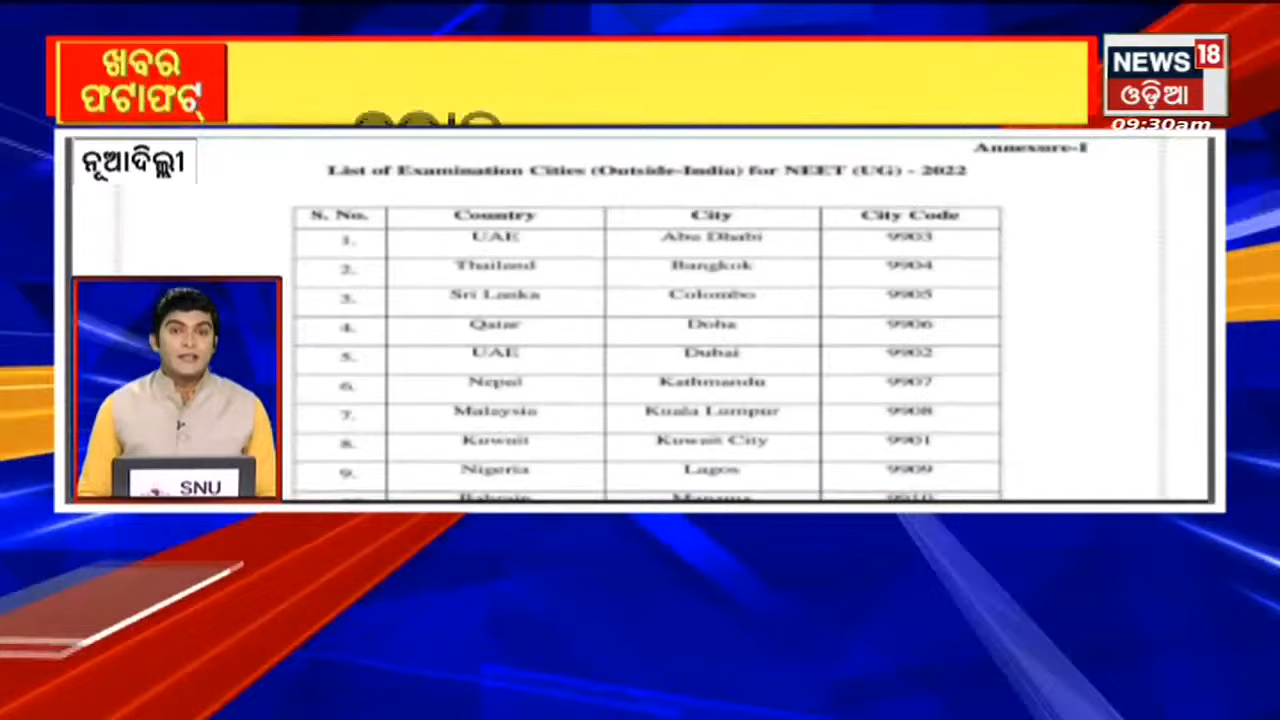 ଖବର
ଫଟାଫଟ୍
NEWS 18
ଓଡ଼ିଆ
09:30am
ନୂଆଦିଲ୍ଲୀ
Annexure-I
List of Examination Cities (Outside-India) for NEET (UG) - 2022
S. No. Country City City Code
1. UAE Abu Dhabi 9903
2. Thailand Bangkok 9904
3. Sri Lanka Colombo 9905
4. Qatar Doha 9906
5. UAE Dubai 9902
6. Nepal Kathmandu 9907
7. Malaysia Kuala Lumpur 9908
8. Kuwait Kuwait City 9901
9. Nigeria Lagos 9909
Bahrain Manama 9910
SNU